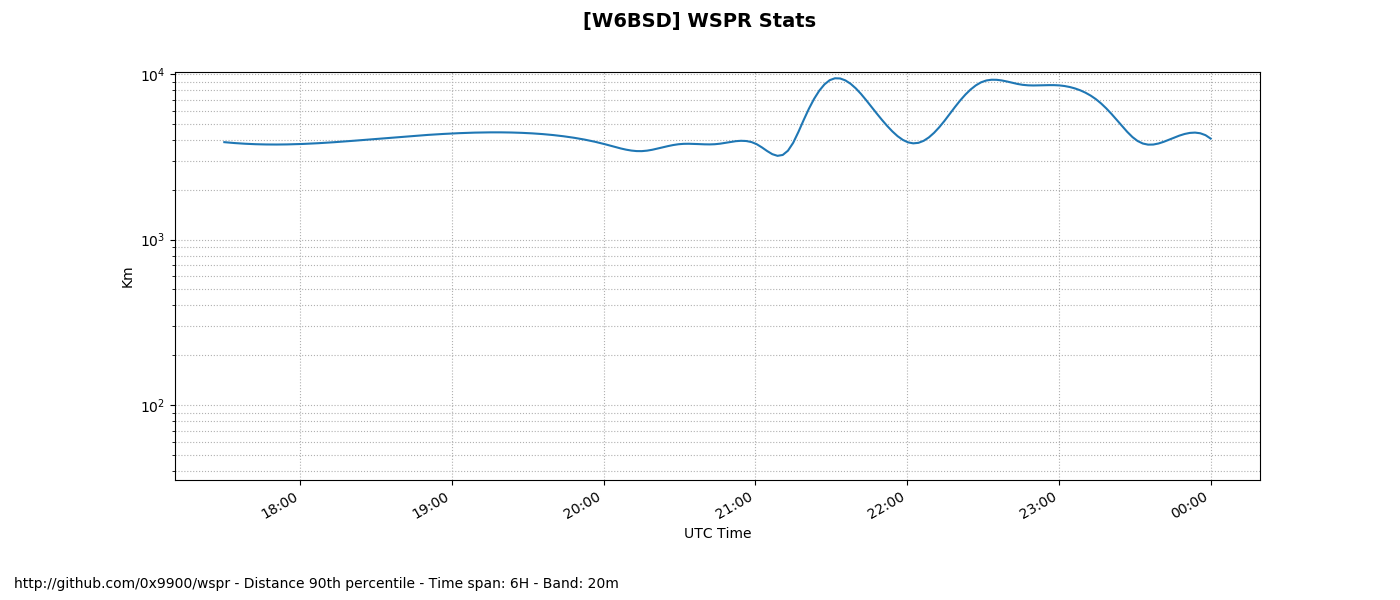 [W6BSD] WSPR Stats
10^4
10^3
10^2
Km
18:00
19:00
20:00
21:00
22:00
23:00
00:00
UTC Time
http://github.com/0x9900/wspr - Distance 90th percentile - Time span: 6H - Band: 20m